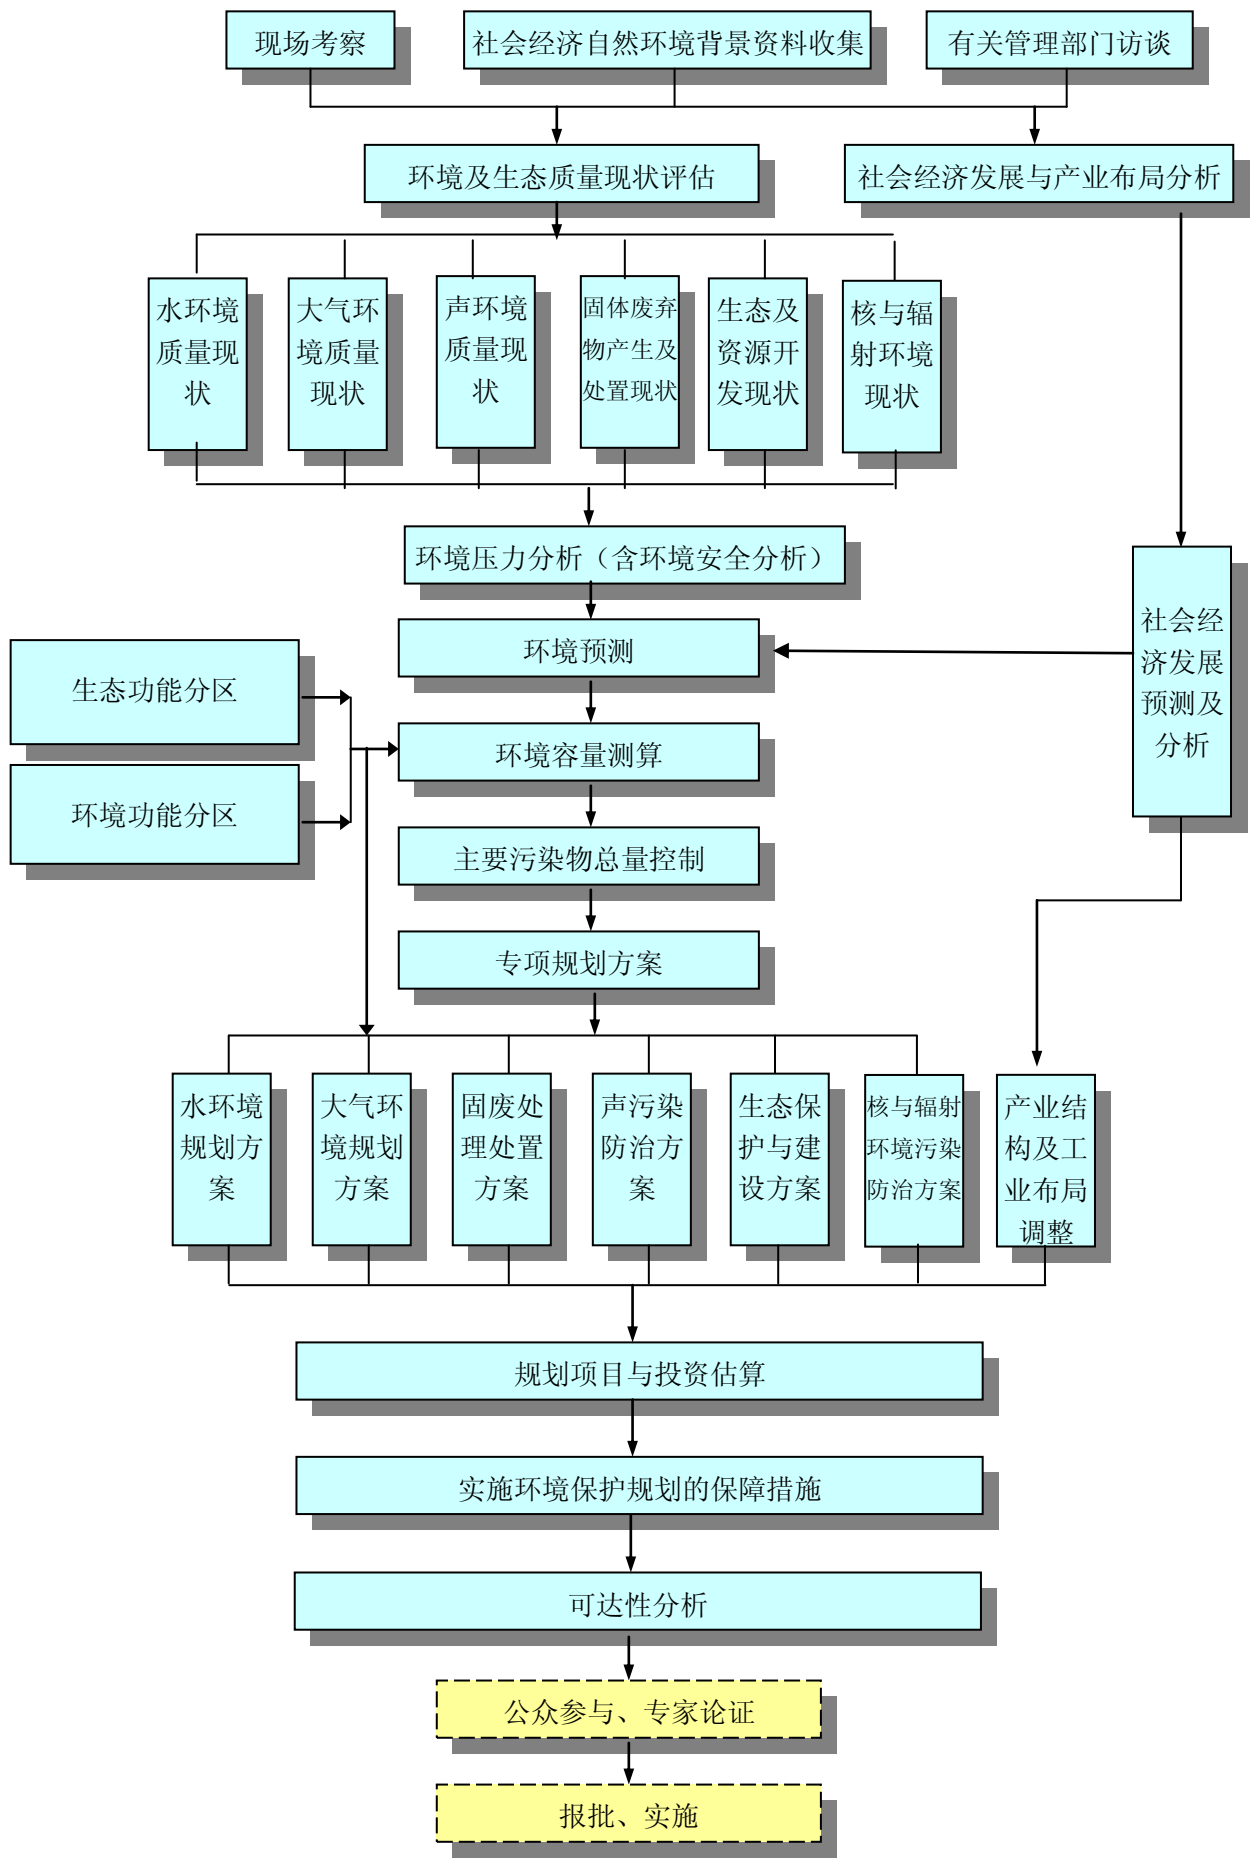 现场考察
社会经济自然环境背景资料收集
有关管理部门访谈
环境及生态质量现状评估
社会经济发展与产业布局分析
水环境
质量现
状
大气环
境质量
现状
声环境
质量现
状
固体废弃
物产生及
处置现状
生态及
资源开
发现状
核与辐
射环境
现状
环境压力分析（含环境安全分析）
环境预测
社会经
济发展
预测及
分析
生态功能分区
环境容量测算
环境功能分区
主要污染物总量控制
专项规划方案
水环境
规划方
案
大气环
境规划
方案
固废处
理处置
方案
声污染
防治方
案
生态保
护与建
设方案
核与辐射
环境污染
防治方案
产业结
构及工
业布局
调整
规划项目与投资估算
实施环境保护规划的保障措施
可达性分析
公众参与、专家论证
报批、实施